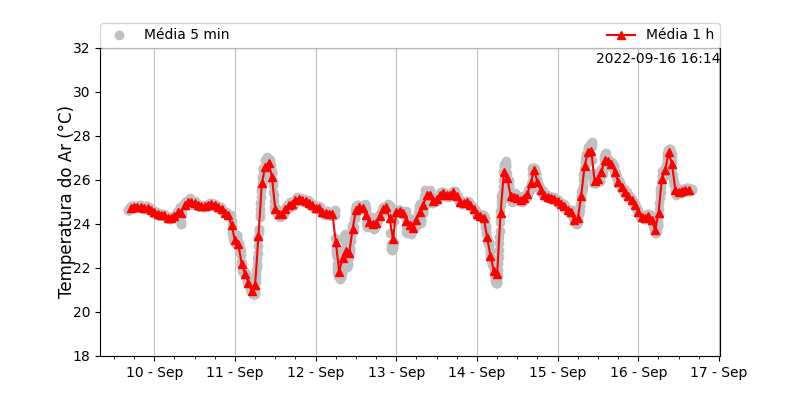 Média 5 min
Média 1 h
2022-09-16 16:14
Temperatura do Ar (°C)
32
30
28
26
24
22
20
18
10 - Sep
11 - Sep
12 - Sep
13 - Sep
14 - Sep
15 - Sep
16 - Sep
17 - Sep